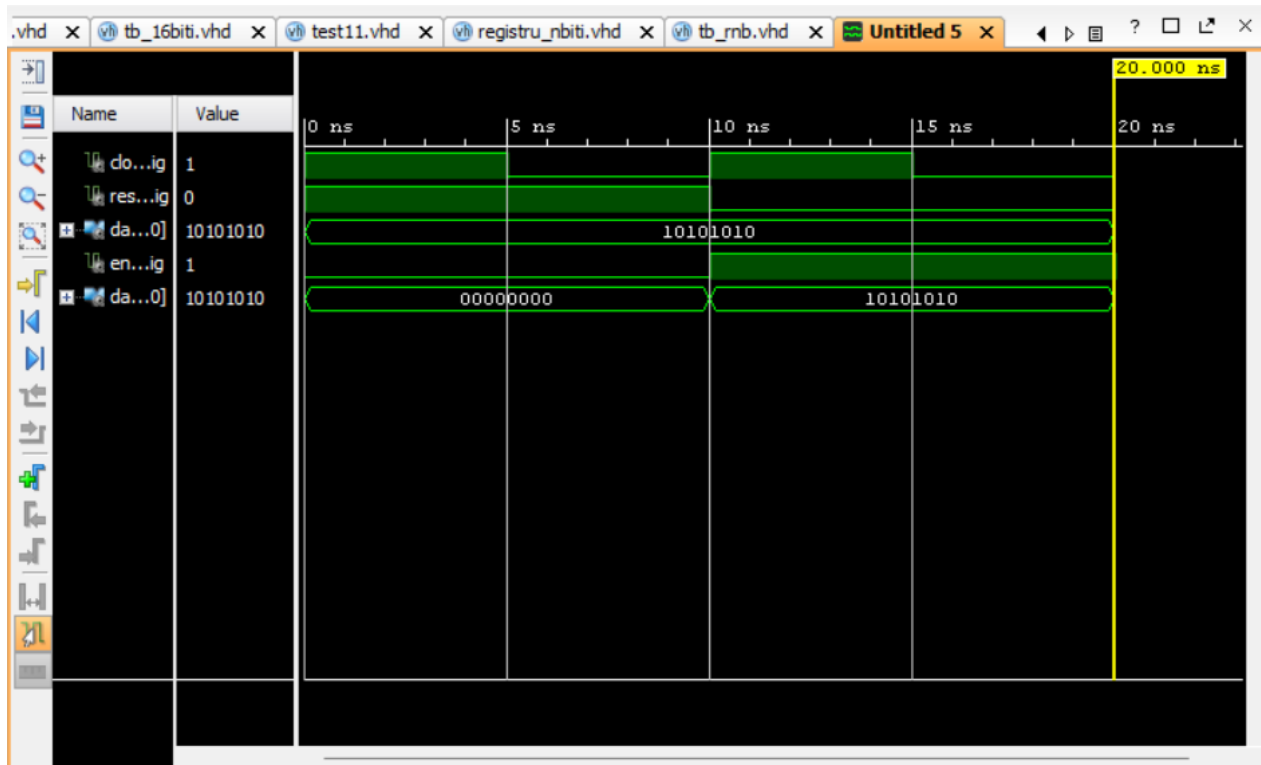 .vhd tb_16biti.vhd test11.vhd registru_nbiti.vhd tb_rnb.vhd Untitled 5 ?
20.000 ns
Name Value
0 ns 5 ns 10 ns 15 ns 20 ns
clo...ig 1
res...ig 0
da...0] 10101010 10101010
en...ig 1
da...0] 10101010 00000000 10101010